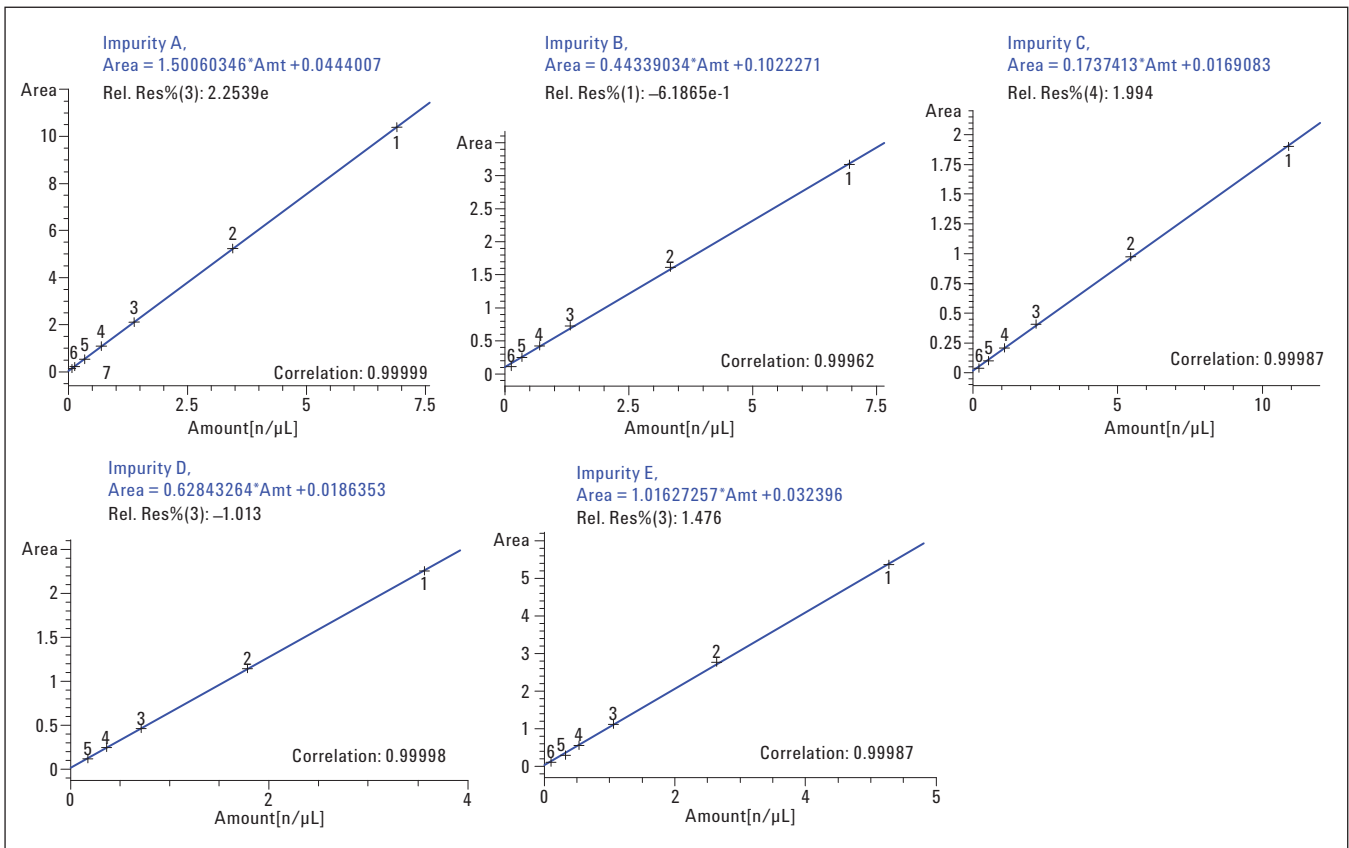 Impurity A,
Area = 1.50060346*Amt +0.0444007
Rel. Res%(3): 2.2539e
Area
10
8
6
4
2
0
1
2
3
4
5
6
7
Correlation: 0.99999
0 2.5 5 7.5
Amount[n/µL]
Impurity B,
Area = 0.44339034*Amt +0.1022271
Rel. Res%(1): –6.1865e-1
Area
3
2.5
2
1.5
1
0.5
0
1
2
3
4
5
6
Correlation: 0.99962
0 2.5 5 7.5
Amount[n/µL]
Impurity C,
Area = 0.1737413*Amt +0.0169083
Rel. Res%(4): 1.994
Area
2
1.75
1.5
1.25
1
0.75
0.5
0.25
0
1
2
3
4
5
6
Correlation: 0.99987
0 5 10
Amount[n/µL]
Impurity D,
Area = 0.62843264*Amt +0.0186353
Rel. Res%(3): –1.013
Area
2
1.5
1
0.5
0
1
2
3
4
5
Correlation: 0.99998
0 2 4
Amount[n/µL]
Impurity E,
Area = 1.01627257*Amt +0.032396
Rel. Res%(3): 1.476
Area
5
4
3
2
1
0
1
2
3
4
5
6
Correlation: 0.99987
0 2 4 5
Amount[n/µL]